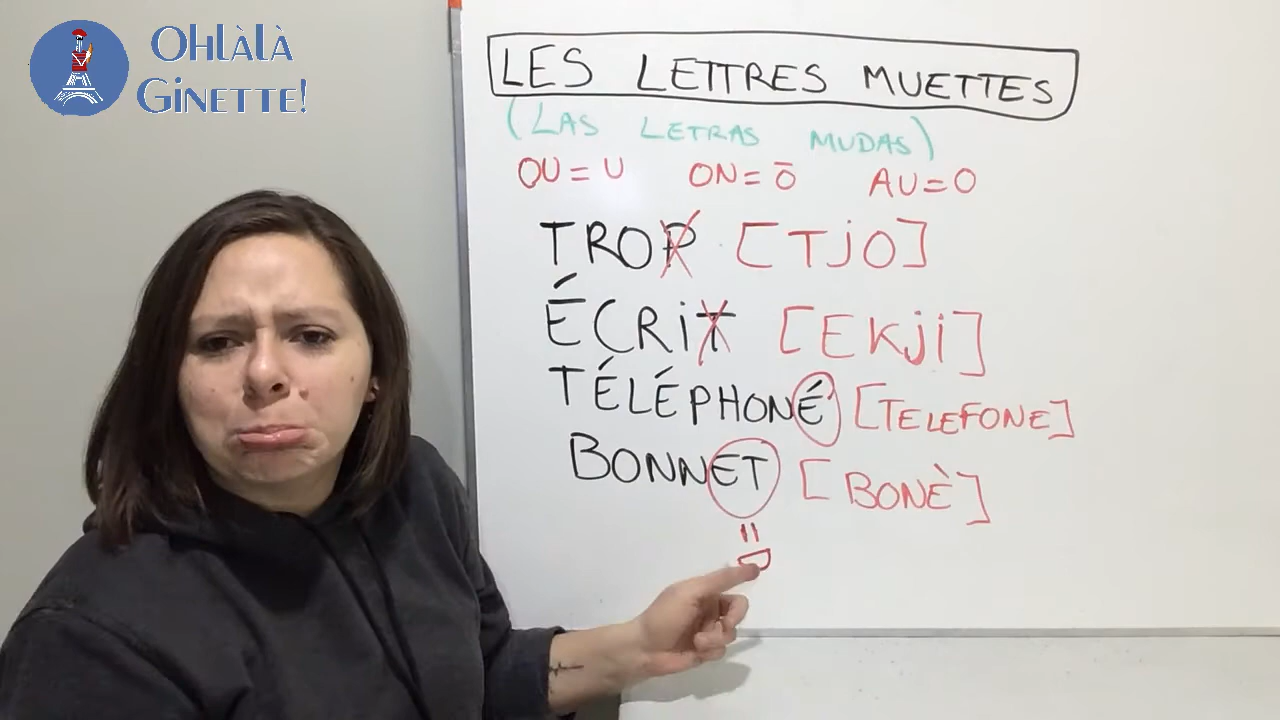 OHLÀLÀ
GINETTE!
LES LETTRES MUETTES
(LAS LETRAS MUDAS)
OU = U ON = Ō AU = O
TROP [TjO]
ÉCRiT [EKji]
TÉLÉPHONÉ [TELEFONE]
BONNET [BONÈ]